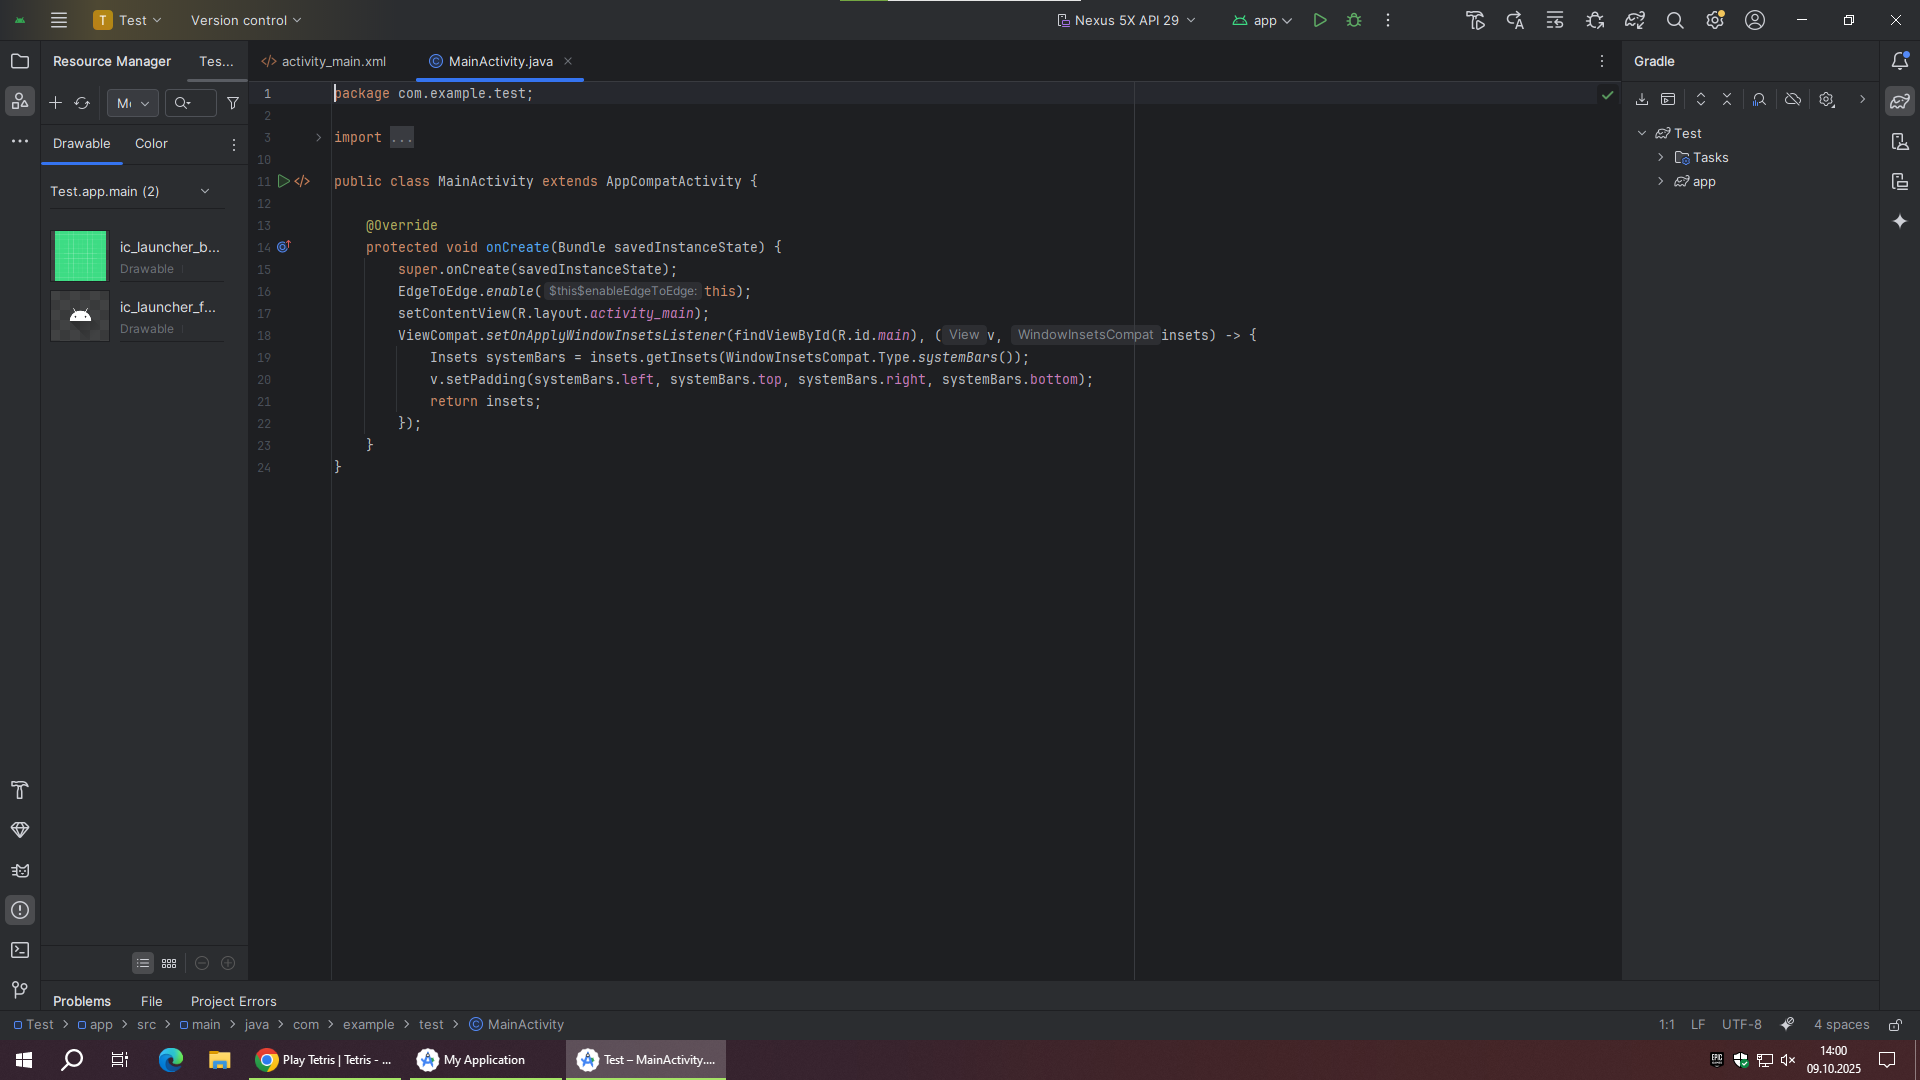 T Test Version control Nexus 5X API 29 app
Resource Manager Tes... activity_main.xml MainActivity.java Gradle
Drawable Color
Test.app.main (2)
ic_launcher_b...
Drawable
ic_launcher_f...
Drawable
1 package com.example.test;
2
3 import ...
10
11 public class MainActivity extends AppCompatActivity {
12
13 @Override
14 protected void onCreate(Bundle savedInstanceState) {
15 super.onCreate(savedInstanceState);
16 EdgeToEdge.enable( $this$enableEdgeToEdge: this);
17 setContentView(R.layout.activity_main);
18 ViewCompat.setOnApplyWindowInsetsListener(findViewById(R.id.main), ( View v, WindowInsetsCompat insets) -> {
19 Insets systemBars = insets.getInsets(WindowInsetsCompat.Type.systemBars());
20 v.setPadding(systemBars.left, systemBars.top, systemBars.right, systemBars.bottom);
21 return insets;
22 });
23 }
24 }
Test
Tasks
app
Problems File Project Errors
Test > app > src > main > java > com > example > test > MainActivity 1:1 LF UTF-8 4 spaces
Play Tetris | Tetris - ... My Application Test – MainActivity....
14:00
09.10.2025